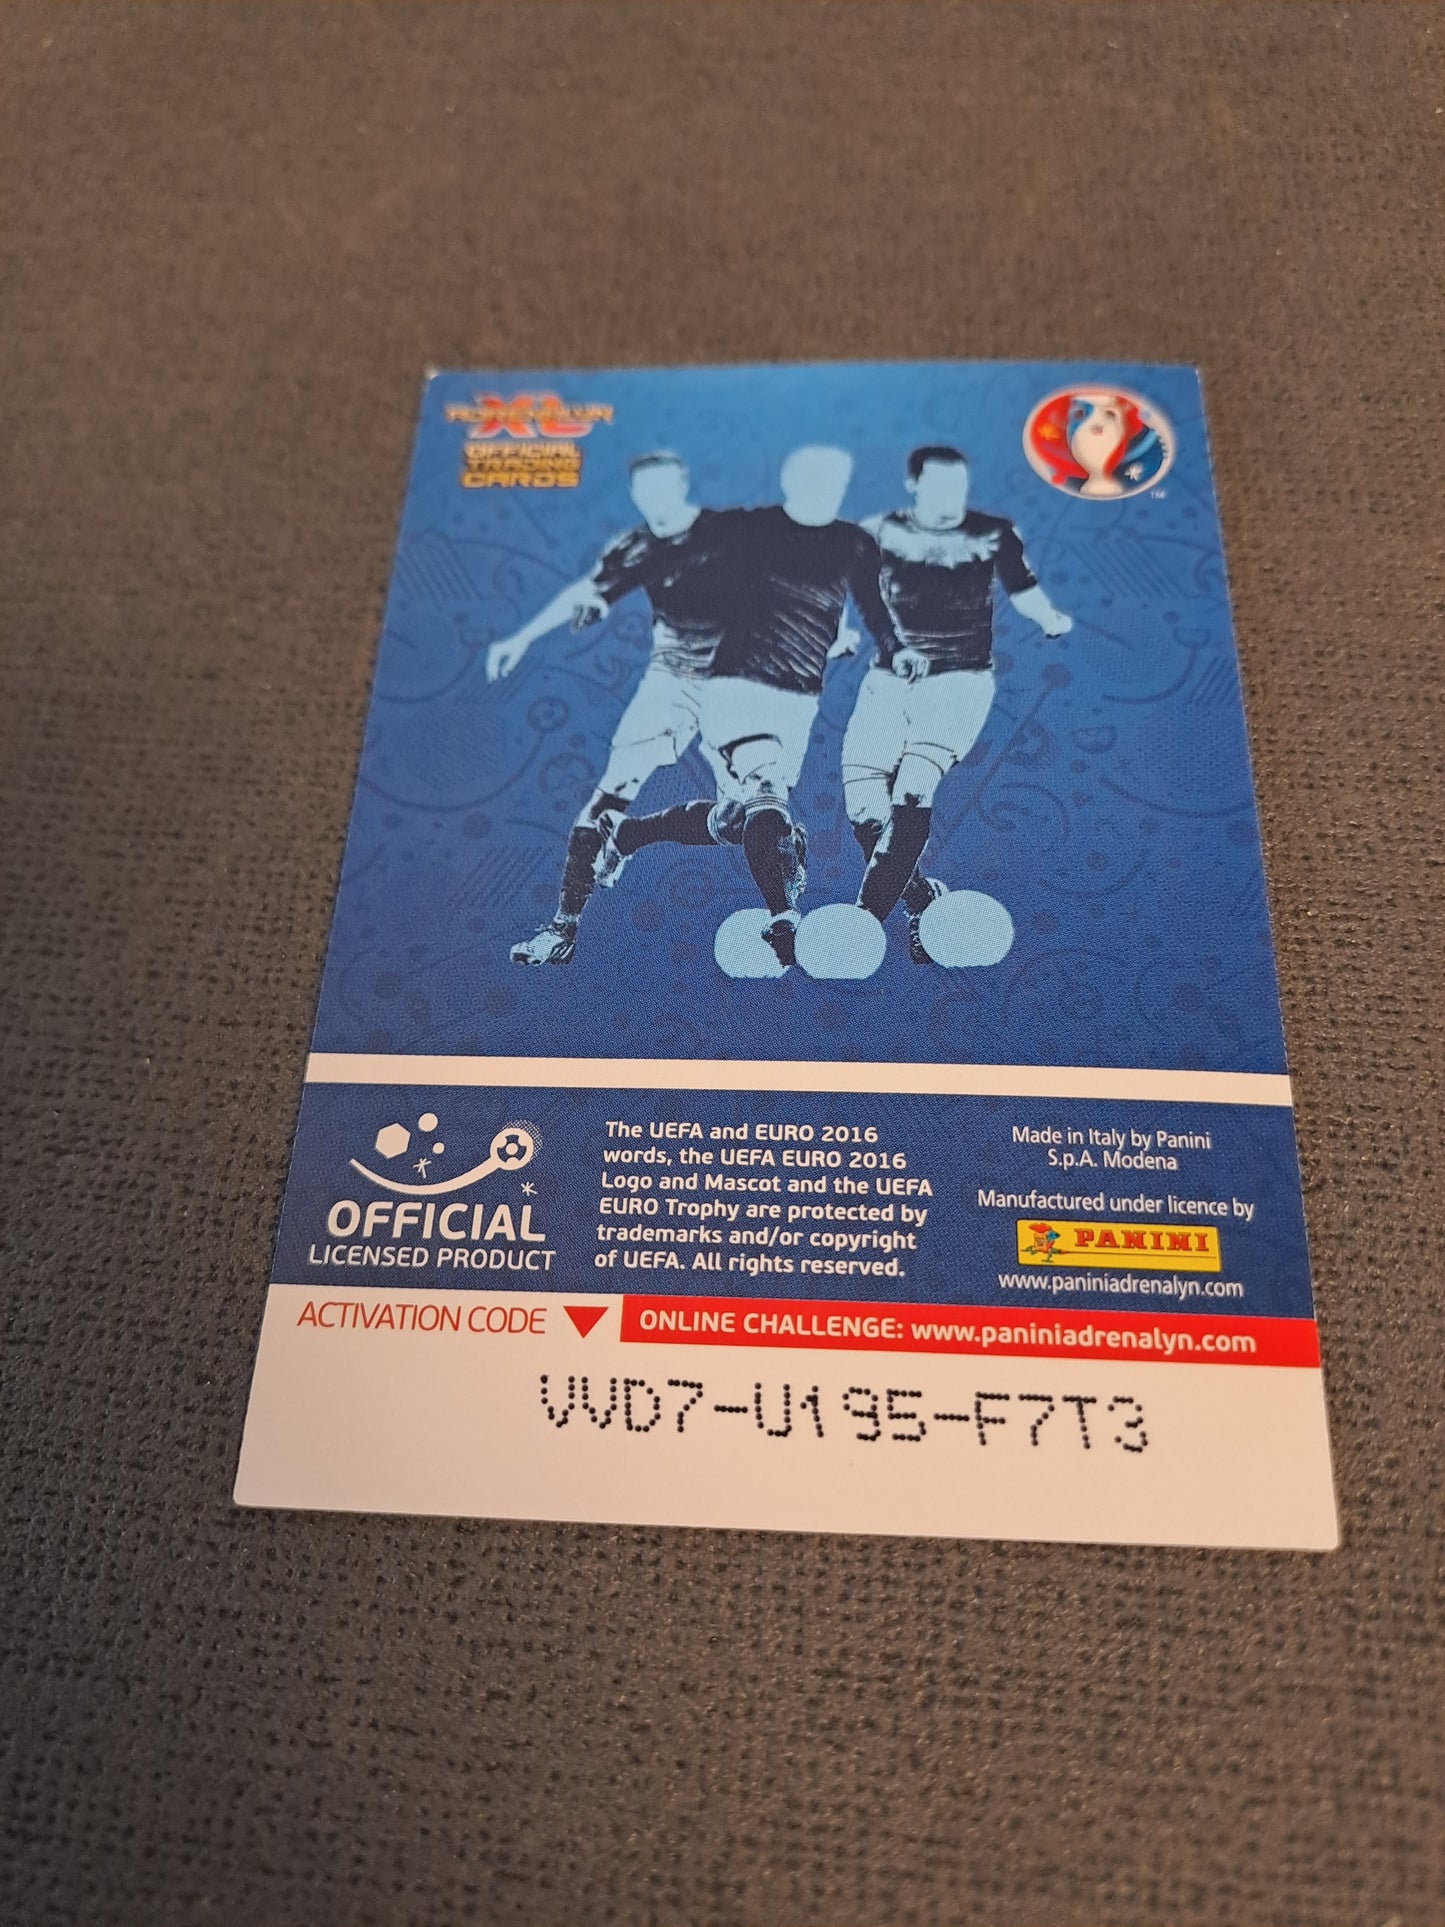 ADRENALYN
XL
OFFICIAL
TRADING
CARDS
TM
OFFICIAL
LICENSED PRODUCT
The UEFA and EURO 2016
words, the UEFA EURO 2016
Logo and Mascot and the UEFA
EURO Trophy are protected by
trademarks and/or copyright
of UEFA. All rights reserved.
Made in Italy by Panini
S.p.A. Modena
Manufactured under licence by
PANINI
www.paniniadrenalyn.com
ACTIVATION CODE
ONLINE CHALLENGE: www.paniniadrenalyn.com
VVD7-U195-F7T3